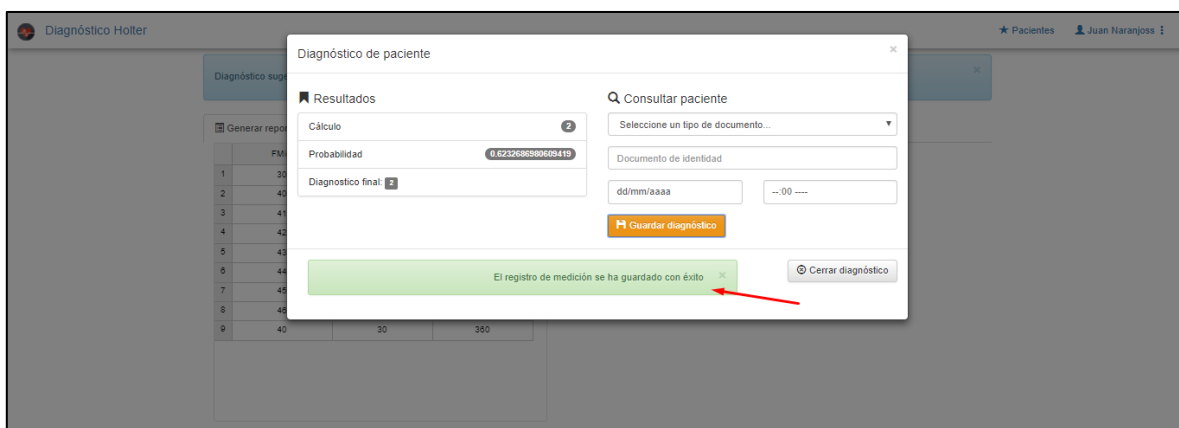 Diagnóstico Holter
Pacientes
Juan Naranjoss
Diagnóstico de paciente
×
Diagnóstico suge
×
Resultados
Cálculo 2
Probabilidad 0.6232686980609419
Diagnostico final: 2
Consultar paciente
Seleccione un tipo de documento...
Documento de identidad
dd/mm/aaaa
--:00 ----
Guardar diagnóstico
El registro de medición se ha guardado con éxito ×
Cerrar diagnóstico
Generar repor
1 30
2 40
3 41
4 42
5 43
6 44
7 45
8 46
9 40 30 360